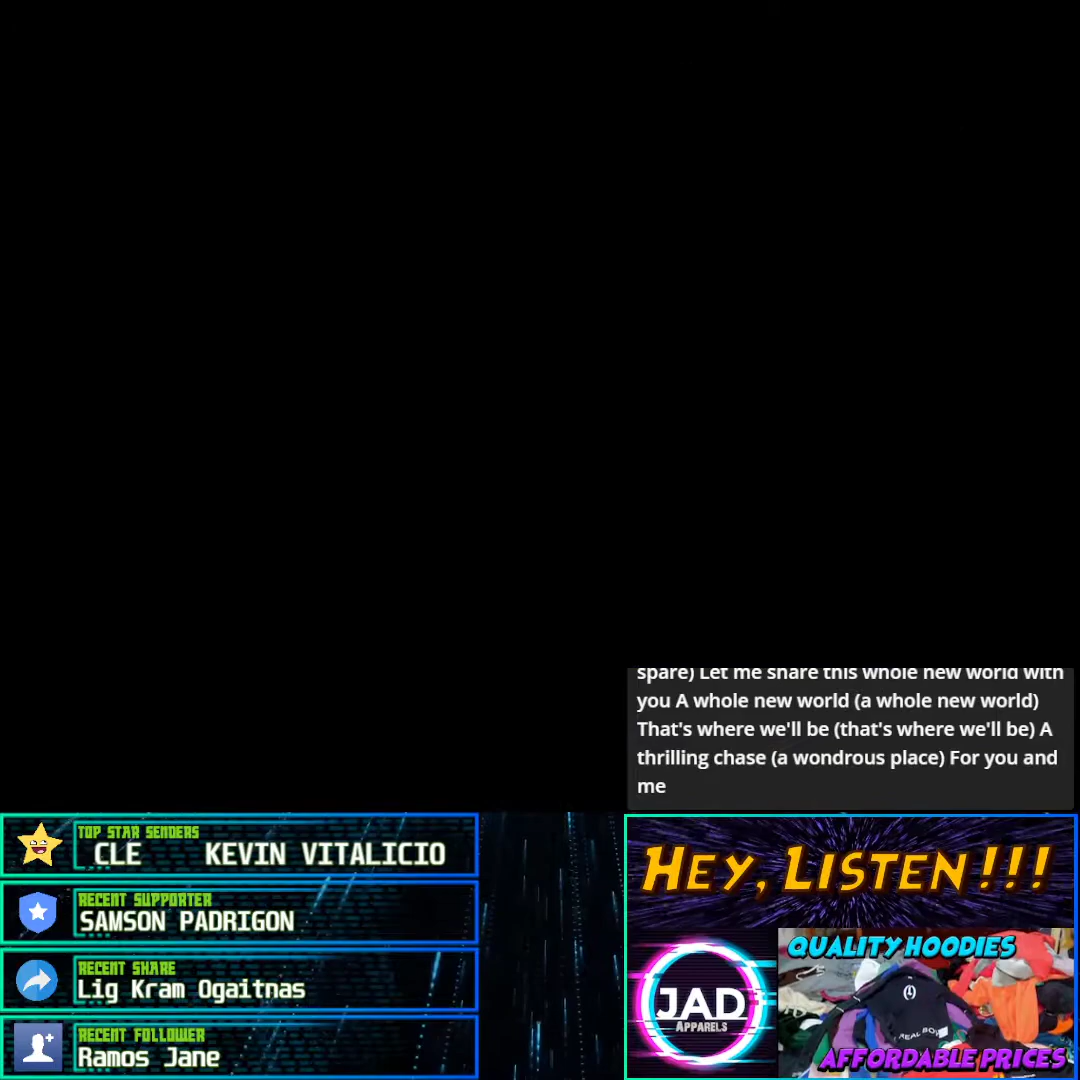 spare) Let me share this whole new world with
you A whole new world (a whole new world)
That's where we'll be (that's where we'll be) A
thrilling chase (a wondrous place) For you and
me
TOP STAR SENDERS
CLE KEVIN VITALICIO
RECENT SUPPORTER
SAMSON PADRIGON
RECENT SHARE
Lig Kram Ogaitnas
RECENT FOLLOWER
Ramos Jane
HEY, LISTEN!!!
QUALITY HOODIES
JAD
APPARELS
REAL BOY
AFFORDABLE PRICES